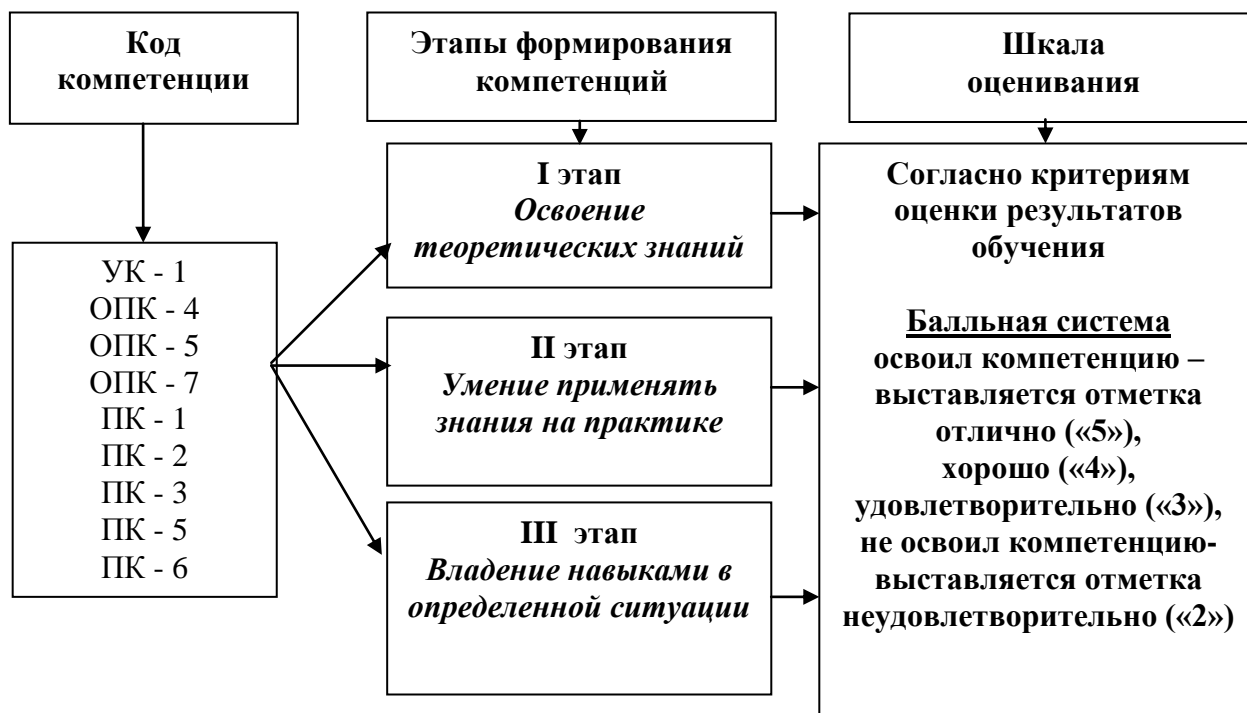 Код
компетенции
Этапы формирования
компетенций
Шкала
оценивания
УК - 1
ОПК - 4
ОПК - 5
ОПК - 7
ПК - 1
ПК - 2
ПК - 3
ПК - 5
ПК - 6
I этап
Освоение
теоретических знаний
II этап
Умение применять
знания на практике
III этап
Владение навыками в
определенной ситуации
Согласно критериям
оценки результатов
обучения
Балльная система
освоил компетенцию –
выставляется отметка
отлично («5»),
хорошо («4»),
удовлетворительно («3»),
не освоил компетенцию-
выставляется отметка
неудовлетворительно («2»)